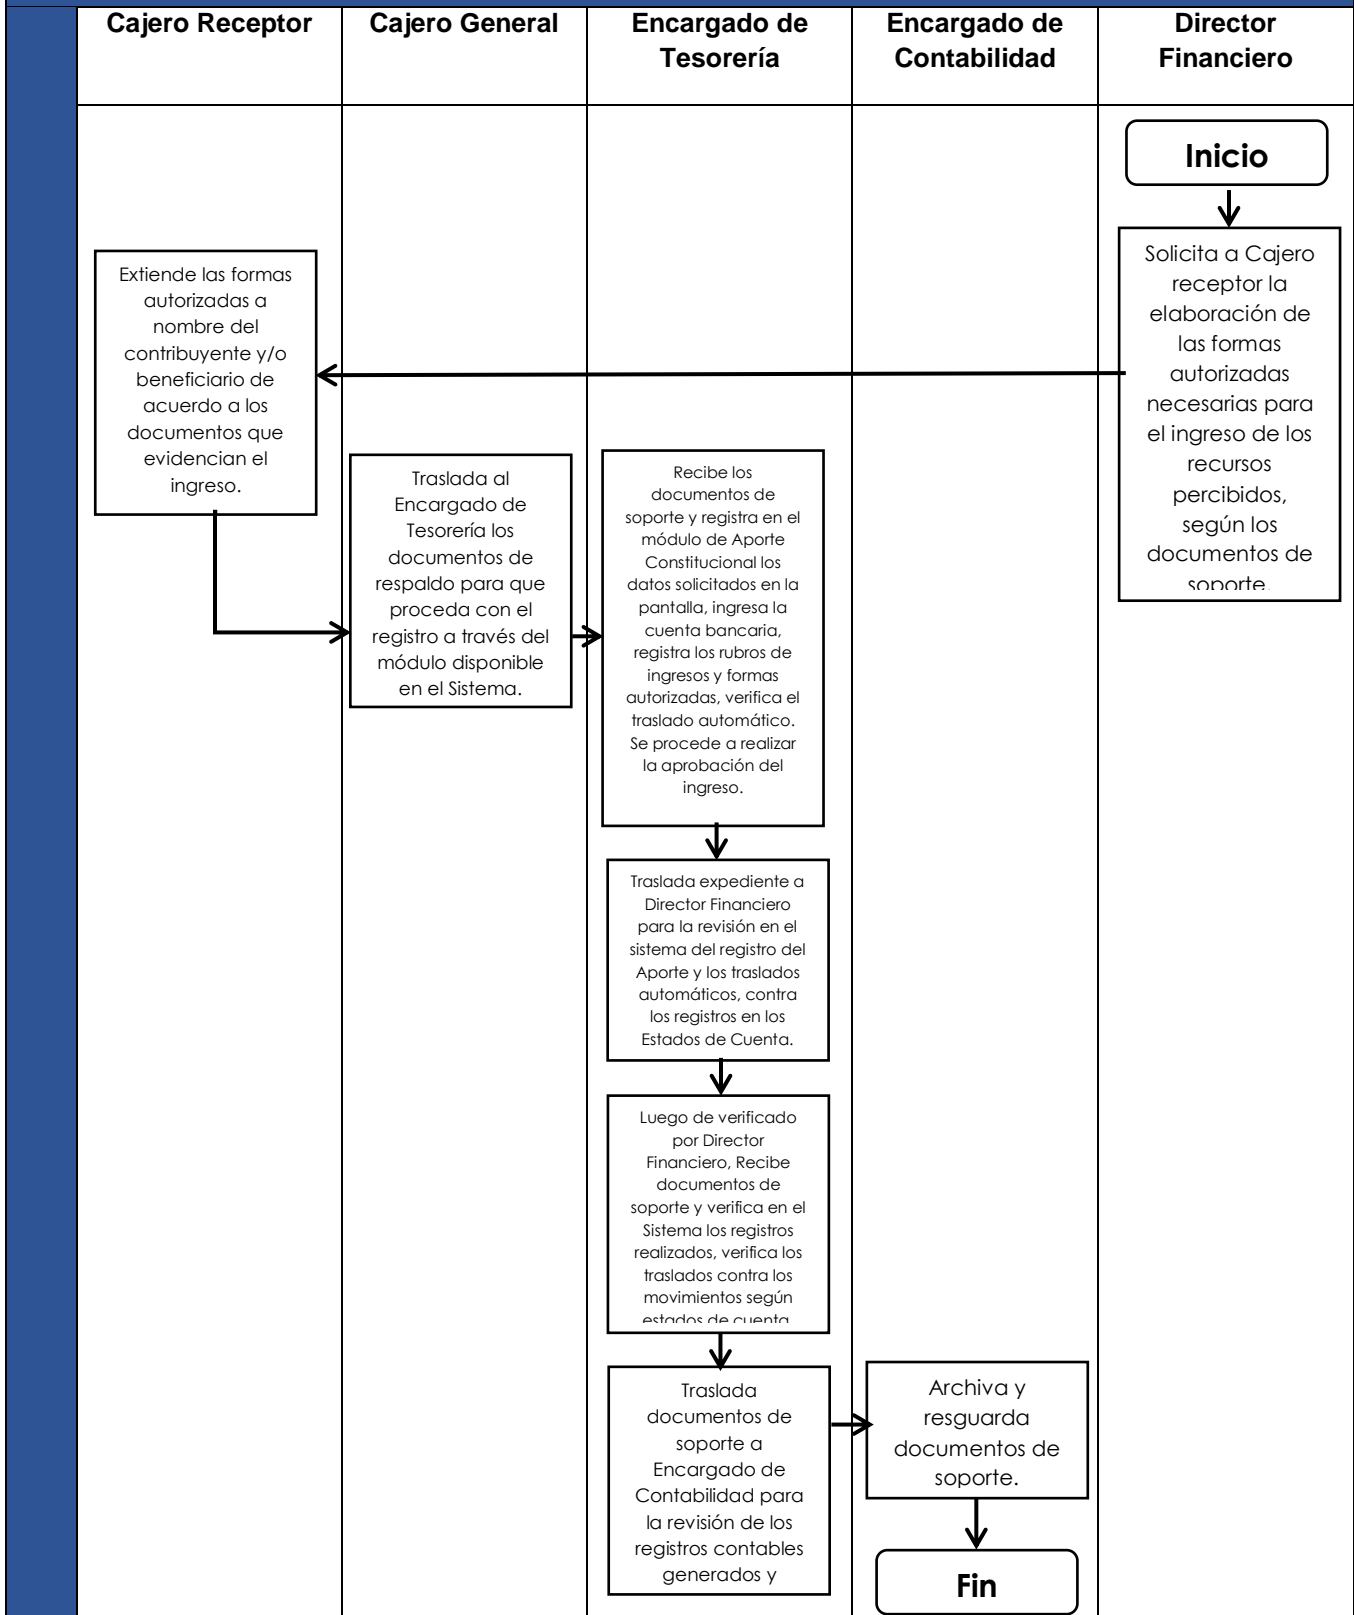 Cajero Receptor
Cajero General
Encargado de
Tesorería
Encargado de
Contabilidad
Director
Financiero
Inicio
Solicita a Cajero
receptor la
elaboración de
las formas
autorizadas
necesarias para
el ingreso de los
recursos
percibidos,
según los
documentos de
soporte.
Extiende las formas
autorizadas a
nombre del
contribuyente y/o
beneficiario de
acuerdo a los
documentos que
evidencian el
ingreso.
Traslada al
Encargado de
Tesorería los
documentos de
respaldo para que
proceda con el
registro a través del
módulo disponible
en el Sistema.
Recibe los
documentos de
soporte y registra en el
módulo de Aporte
Constitucional los
datos solicitados en la
pantalla, ingresa la
cuenta bancaria,
registra los rubros de
ingresos y formas
autorizadas, verifica el
traslado automático.
Se procede a realizar
la aprobación del
ingreso.
Traslada expediente a
Director Financiero
para la revisión en el
sistema del registro del
Aporte y los traslados
automáticos, contra
los registros en los
Estados de Cuenta.
Luego de verificado
por Director
Financiero, Recibe
documentos de
soporte y verifica en el
Sistema los registros
realizados, verifica los
traslados contra los
movimientos según
estados de cuenta
Traslada
documentos de
soporte a
Encargado de
Contabilidad para
la revisión de los
registros contables
generados y
Archiva y
resguarda
documentos de
soporte.
Fin